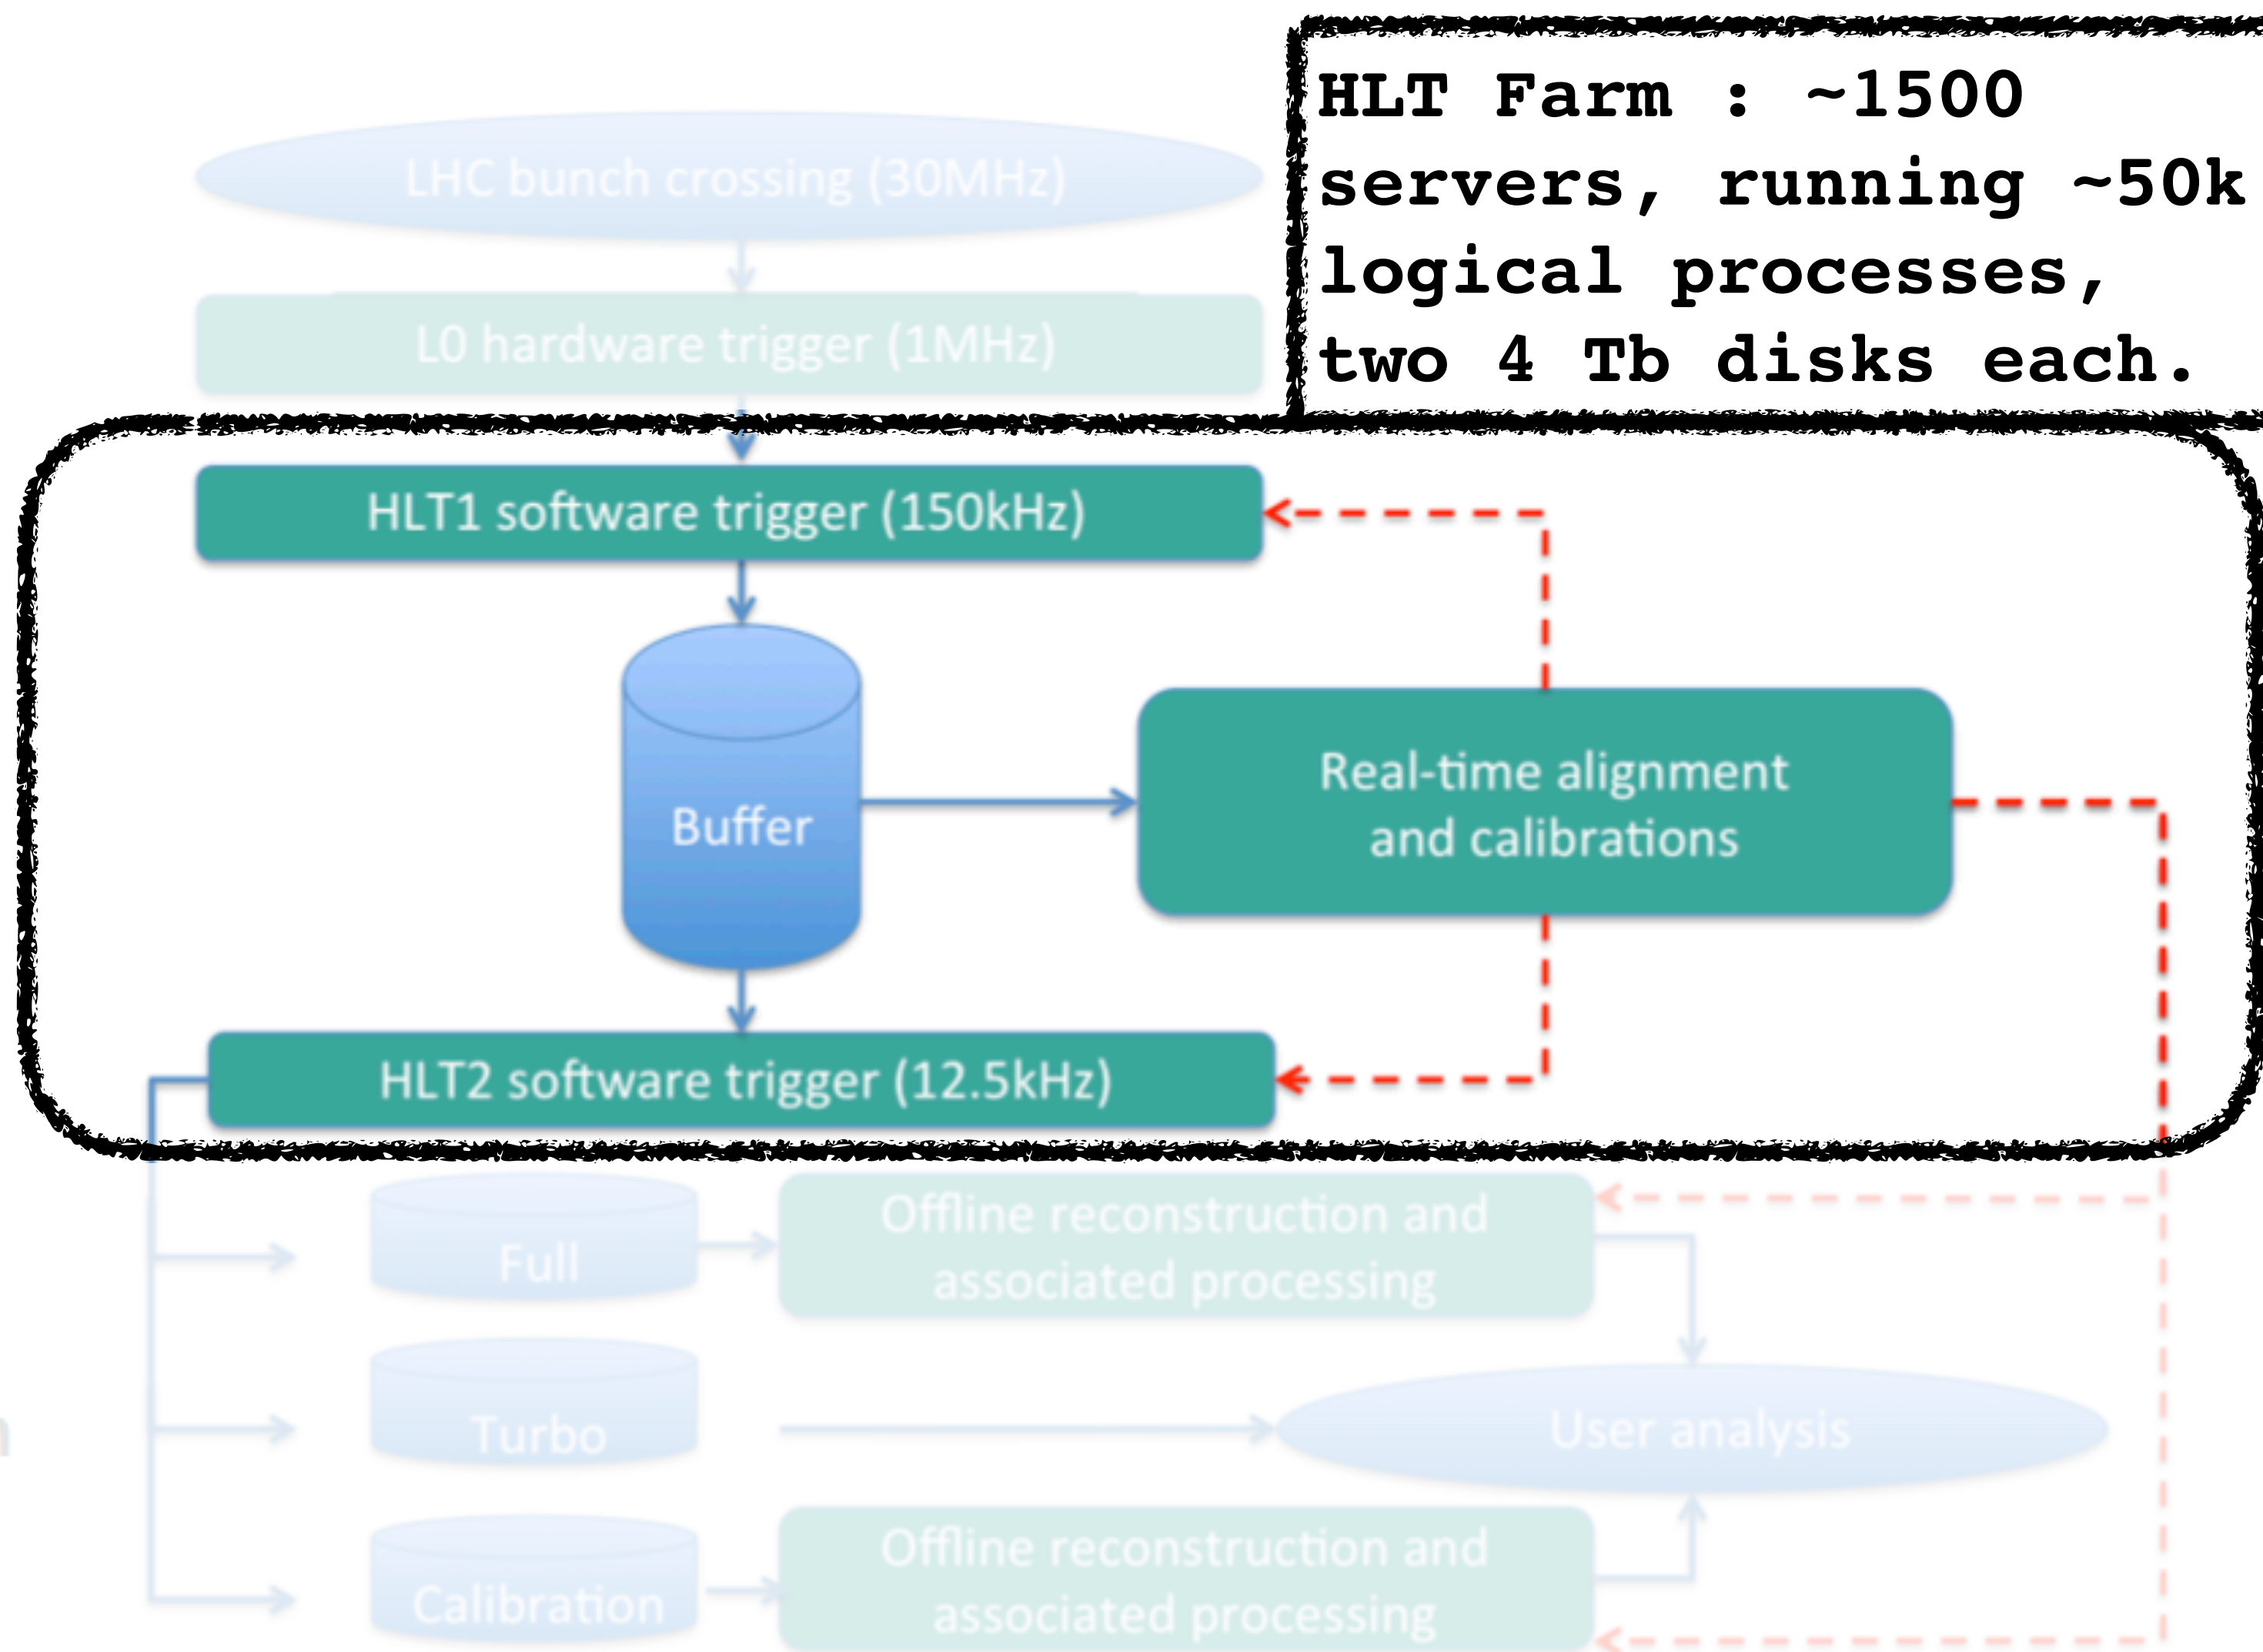 HLT Farm : ~1500
servers, running ~50k
logical processes,
two 4 Tb disks each.
LHC bunch crossing (30MHz)
L0 hardware trigger (1MHz)
HLT1 software trigger (150kHz)
Buffer
Real-time alignment
and calibrations
HLT2 software trigger (12.5kHz)
Full
Offline reconstruction and
associated processing
Turbo
User analysis
Calibration
Offline reconstruction and
associated processing